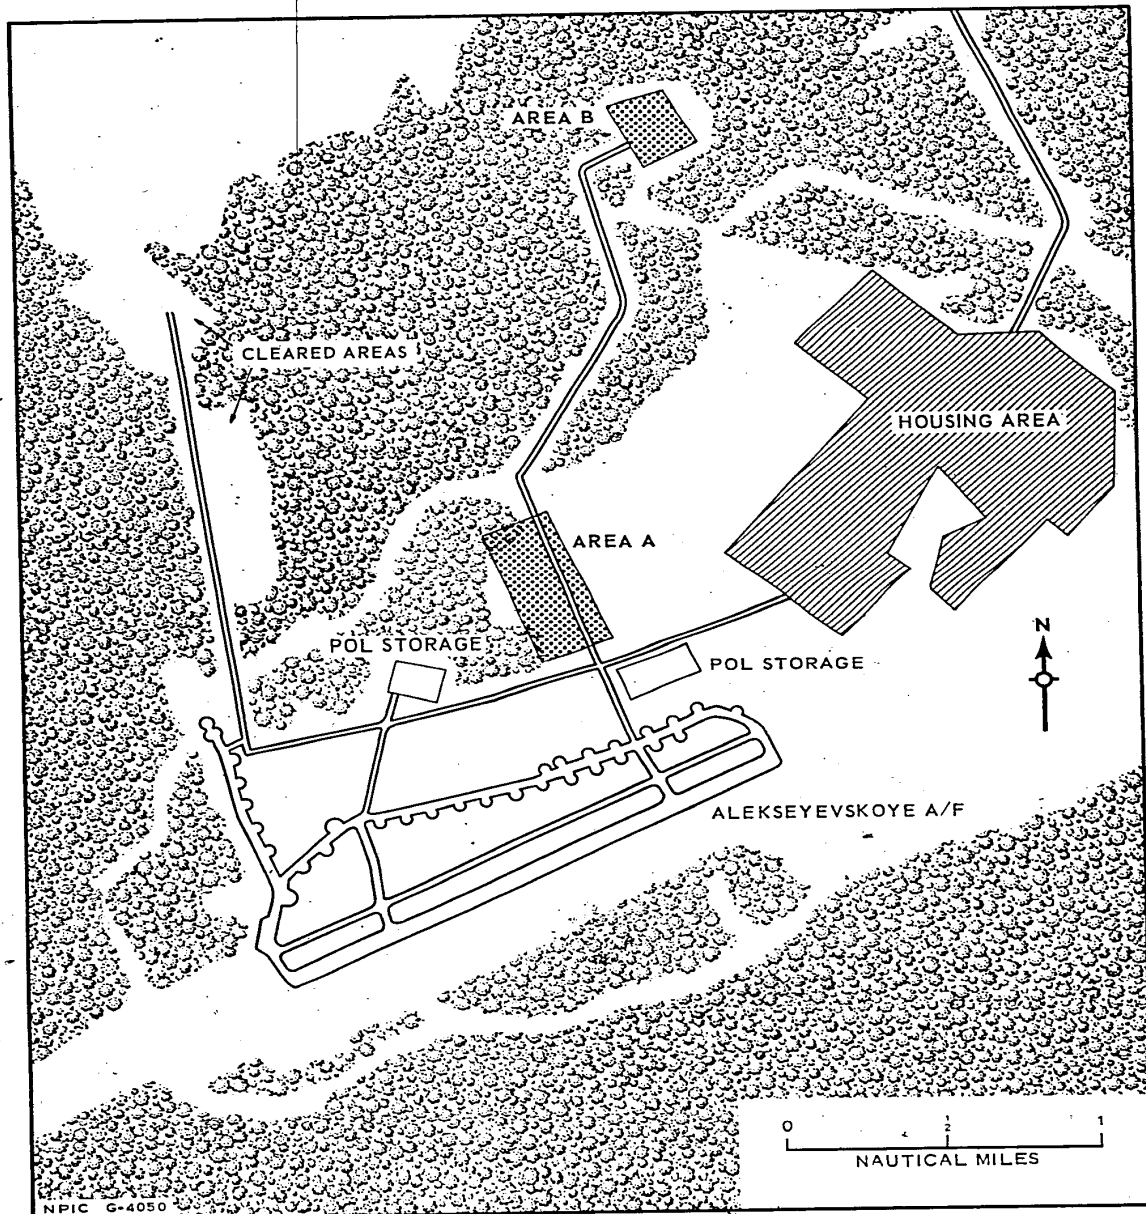 AREA B
CLEARED AREAS
HOUSING AREA
AREA A
POL STORAGE
N
POL STORAGE
ALEKSEYEVSKOYE A/F
0 1/2 1
NAUTICAL MILES
NPIC G-4050